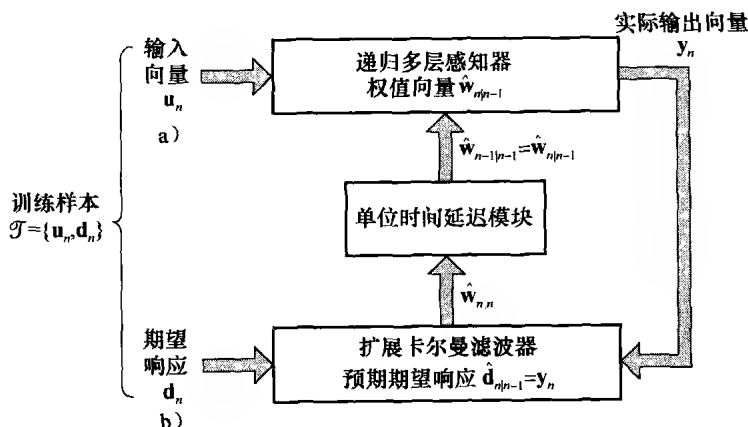 实际输出向量
y_n
输入
向量
u_n
a）
递归多层感知器
权值向量 ŵ_{n|n-1}
ŵ_{n-1|n-1}=ŵ_{n|n-1}
训练样本
𝒯={u_n,d_n}
单位时间延迟模块
ŵ_{n,n}
期望
响应
d_n
b）
扩展卡尔曼滤波器
预期期望响应 d̂_{n|n-1}=y_n